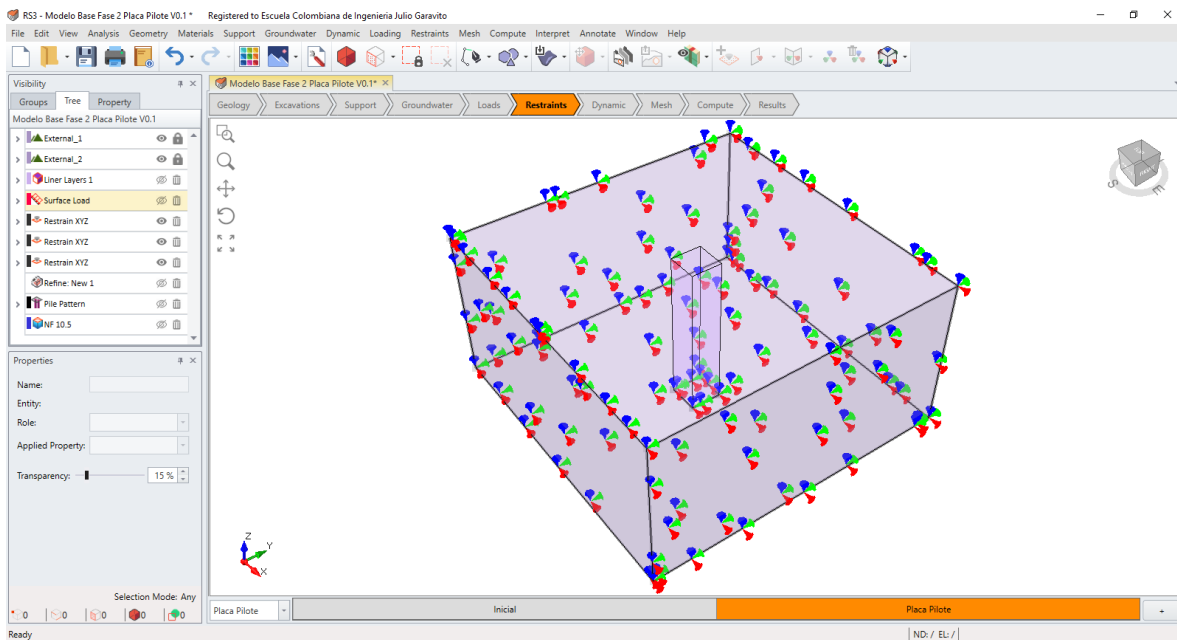 RS3 - Modelo Base Fase 2 Placa Pilote V0.1 * Registered to Escuela Colombiana de Ingenieria Julio Garavito
File Edit View Analysis Geometry Materials Support Groundwater Dynamic Loading Restraints Mesh Compute Interpret Annotate Window Help
Visibility
Groups Tree Property
Modelo Base Fase 2 Placa Pilote V0.1
External_1
External_2
Liner Layers 1
Surface Load
Restrain XYZ
Restrain XYZ
Restrain XYZ
Refine: New 1
Pile Pattern
NF 10.5
Properties
Name:
Entity:
Role:
Applied Property:
Transparency: 15 %
Selection Mode: Any
0 0 0 0 0
Ready
Modelo Base Fase 2 Placa Pilote V0.1*
Geology Excavations Support Groundwater Loads Restraints Dynamic Mesh Compute Results
S E
Z
Y
X
Placa Pilote Inicial Placa Pilote +
ND: / EL: /